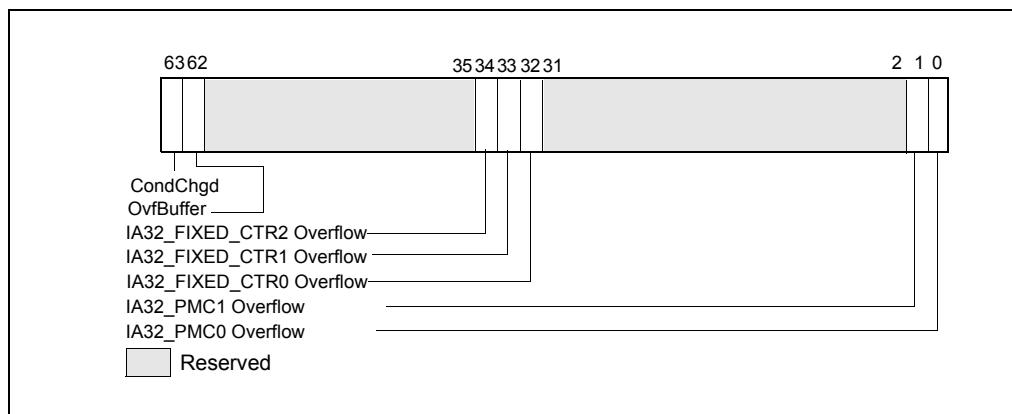 63 62 35 34 33 32 31 2 1 0
CondChgd
OvfBuffer
IA32_FIXED_CTR2 Overflow
IA32_FIXED_CTR1 Overflow
IA32_FIXED_CTR0 Overflow
IA32_PMC1 Overflow
IA32_PMC0 Overflow
Reserved